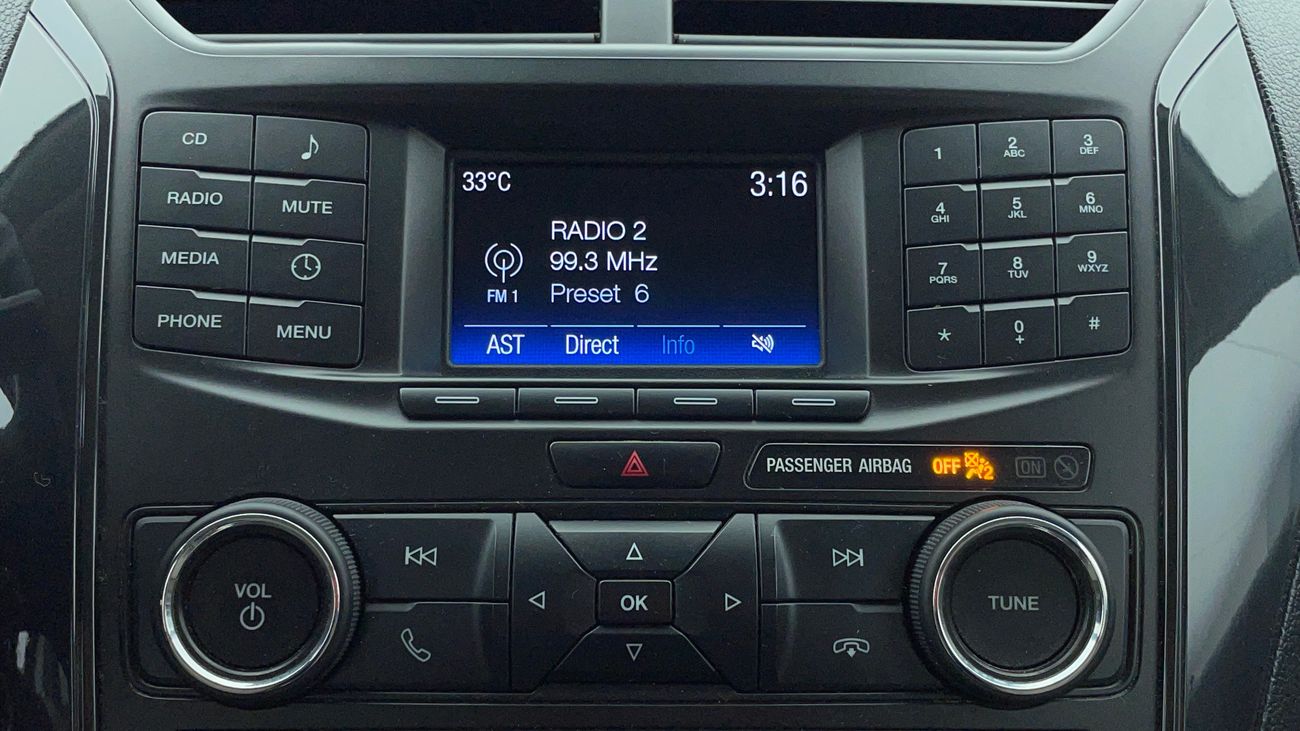 CD
RADIO
MUTE
MEDIA
PHONE
MENU
33°C
3:16
RADIO 2
99.3 MHz
FM 1
Preset 6
AST
Direct
Info
1
2
ABC
3
DEF
4
GHI
5
JKL
6
MNO
7
PQRS
8
TUV
9
WXYZ
*
0
+
#
PASSENGER AIRBAG OFF 2 ON
VOL
OK
TUNE